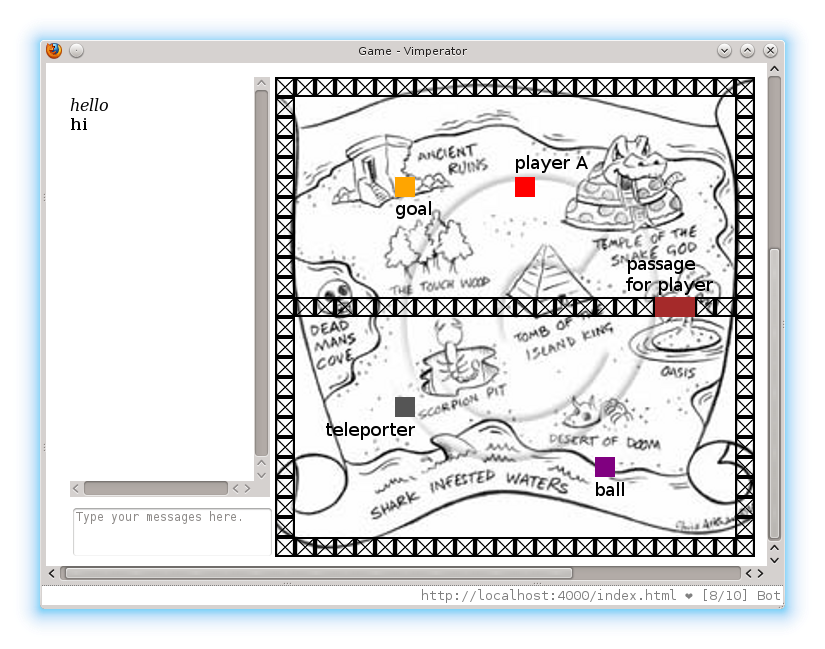 Game - Vimperator
hello
hi
Type your messages here.
ANCIENT
RUINS
player A
goal
TEMPLE OF THE
SNAKE GOD
passage
for player
THE TOUCH WOOD
DEAD
MANS
COVE
TOMB OF THE
ISLAND KING
OASIS
SCORPION PIT
teleporter
DESERT OF DOOM
ball
SHARK INFESTED WATERS
http://localhost:4000/index.html ❤ [8/10] Bot